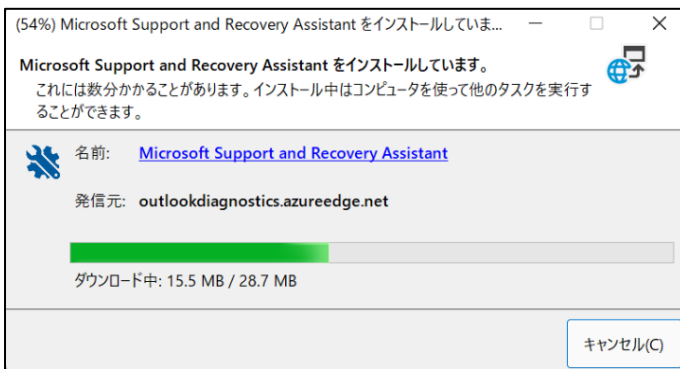 (54%) Microsoft Support and Recovery Assistant をインストールしていま...
Microsoft Support and Recovery Assistant をインストールしています。
これには数分かかることがあります。インストール中はコンピュータを使って他のタスクを実行す
ることができます。
名前: Microsoft Support and Recovery Assistant
発信元: outlookdiagnostics.azureedge.net
ダウンロード中: 15.5 MB / 28.7 MB
キャンセル(C)